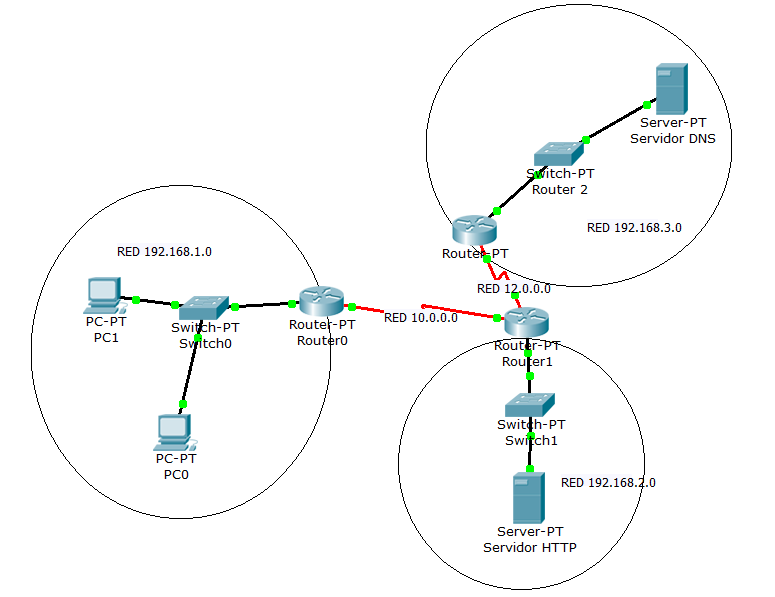 Server-PT
Servidor DNS
Switch-PT
Router 2
RED 192.168.3.0
Router-PT
RED 192.168.1.0
RED 12.0.0.0
PC-PT
PC1
Switch-PT
Switch0
Router-PT
Router0
RED 10.0.0.0
Router-PT
Router1
Switch-PT
Switch1
PC-PT
PC0
RED 192.168.2.0
Server-PT
Servidor HTTP